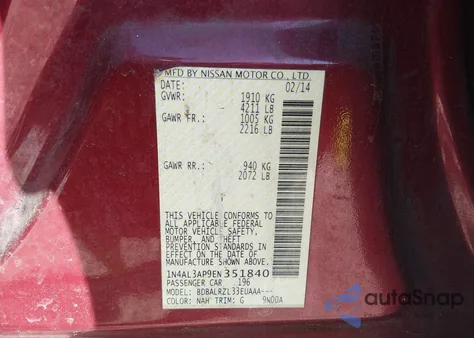 MFD BY NISSAN MOTOR CO., LTD.
DATE: 02/14
GVWR: 1910 KG
4211 LB
GAWR FR.: 1005 KG
2216 LB
GAWR RR.: 940 KG
2072 LB
THIS VEHICLE CONFORMS TO
ALL APPLICABLE FEDERAL
MOTOR VEHICLE SAFETY,
BUMPER, AND THEFT
PREVENTION STANDARDS
IN EFFECT ON THE DATE OF
MANUFACTURE SHOWN ABOVE.
1N4AL3AP9EN351840
PASSENGER CAR 196
MODEL: BDBALRZL33EUAAA---
COLOR: NAH TRIM: G 9N00A
autoSnap